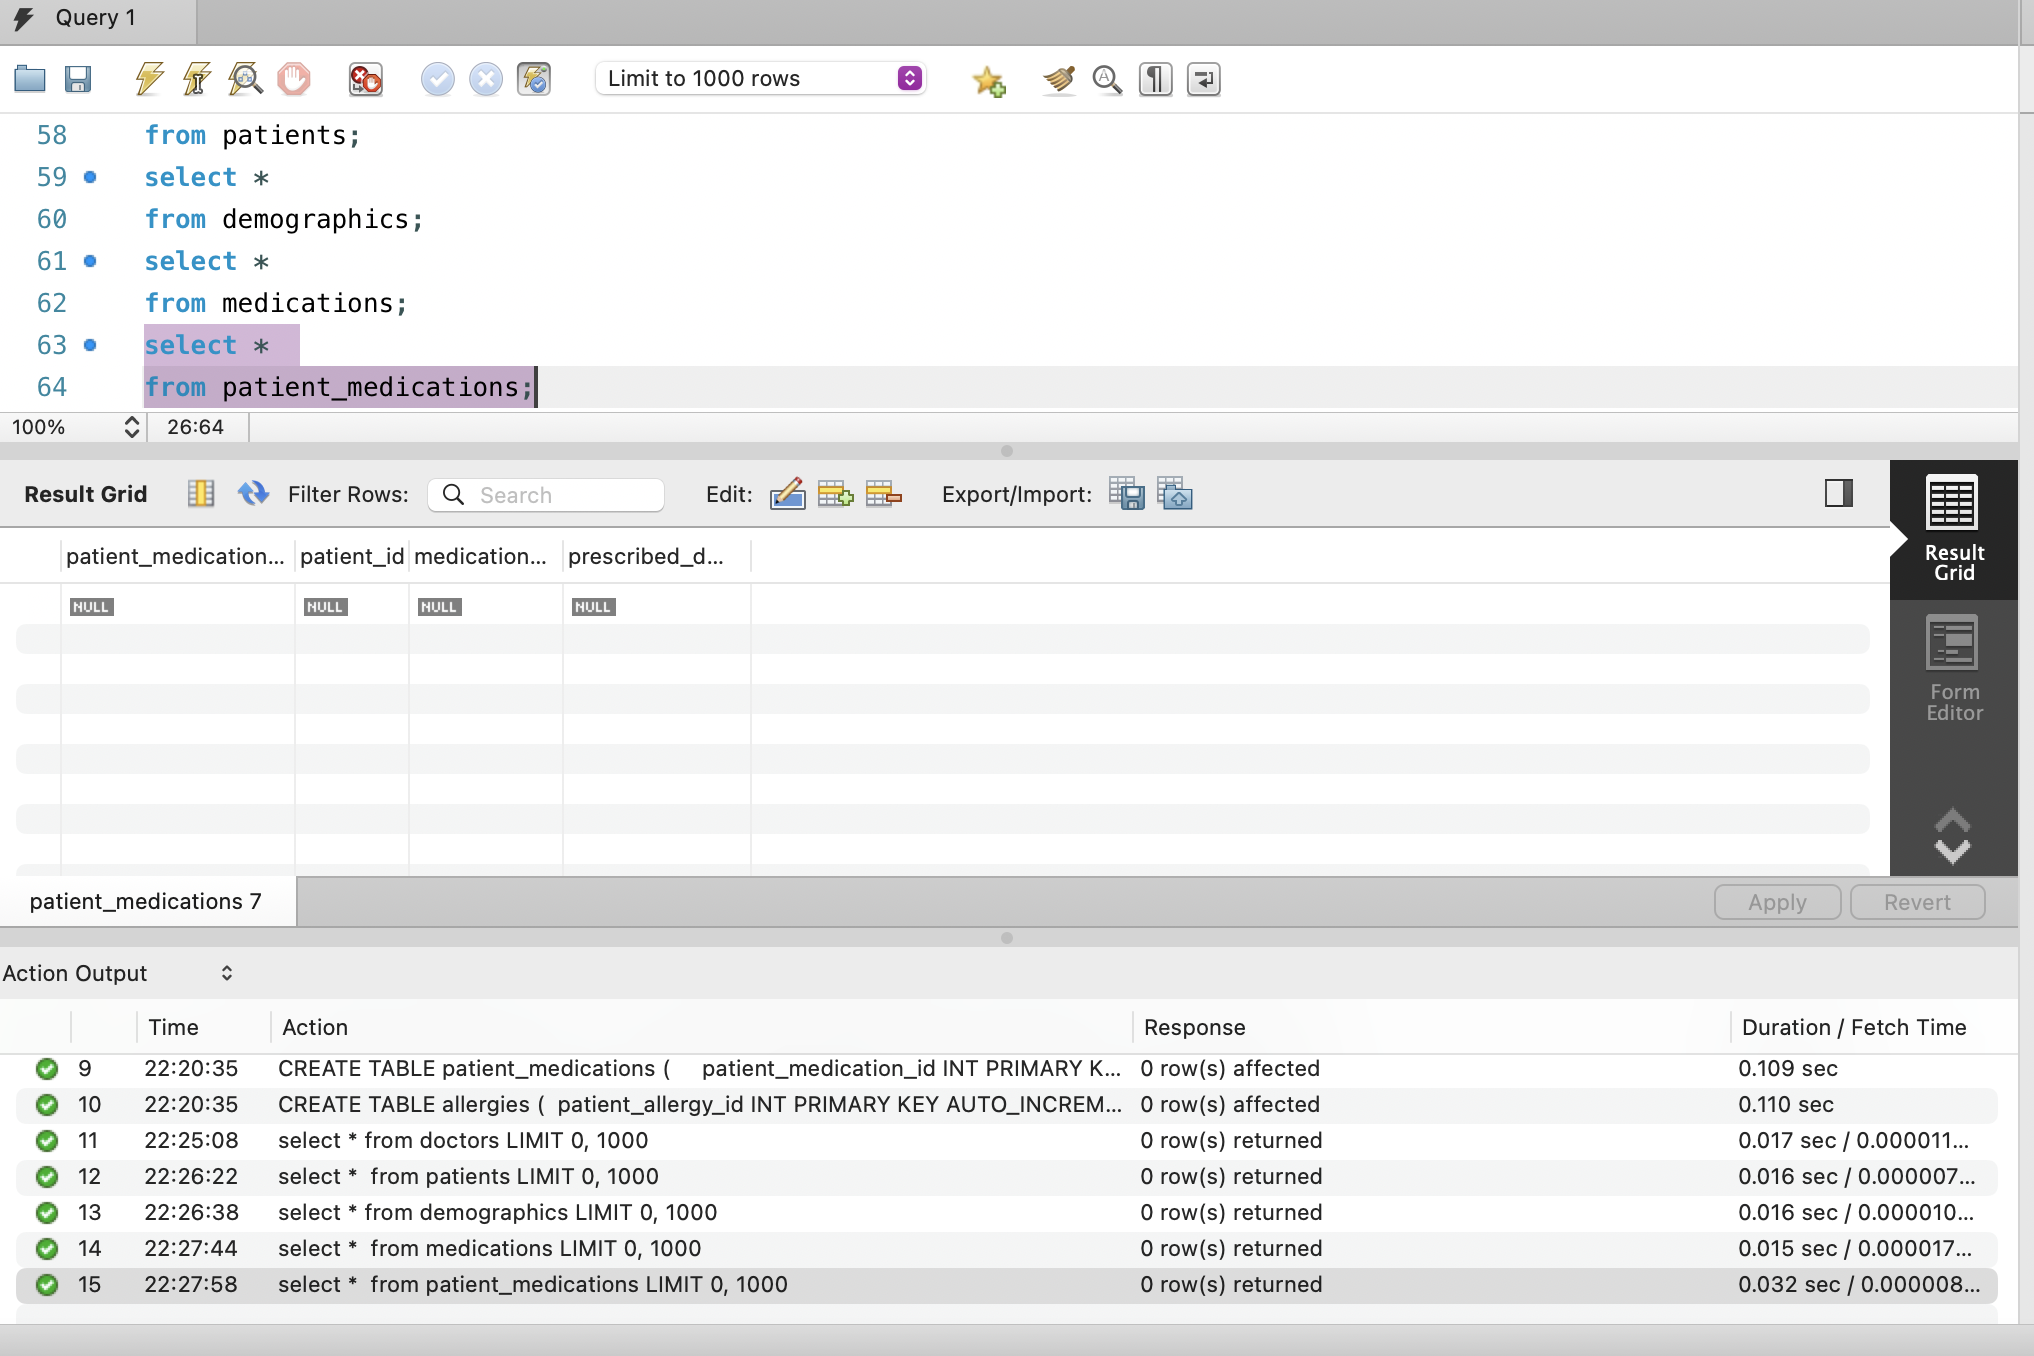 Query 1
Limit to 1000 rows
58 from patients;
59 select *
60 from demographics;
61 select *
62 from medications;
63 select *
64 from patient_medications;
100% 26:64
Result Grid Filter Rows: Search Edit: Export/Import:
Result
Grid
patient_medication... patient_id medication... prescribed_d...
NULL NULL NULL NULL
Form
Editor
patient_medications 7 Apply Revert
Action Output
Time Action Response Duration / Fetch Time
9 22:20:35 CREATE TABLE patient_medications ( patient_medication_id INT PRIMARY K... 0 row(s) affected 0.109 sec
10 22:20:35 CREATE TABLE allergies ( patient_allergy_id INT PRIMARY KEY AUTO_INCREM... 0 row(s) affected 0.110 sec
11 22:25:08 select * from doctors LIMIT 0, 1000 0 row(s) returned 0.017 sec / 0.000011...
12 22:26:22 select * from patients LIMIT 0, 1000 0 row(s) returned 0.016 sec / 0.000007...
13 22:26:38 select * from demographics LIMIT 0, 1000 0 row(s) returned 0.016 sec / 0.000010...
14 22:27:44 select * from medications LIMIT 0, 1000 0 row(s) returned 0.015 sec / 0.000017...
15 22:27:58 select * from patient_medications LIMIT 0, 1000 0 row(s) returned 0.032 sec / 0.000008...